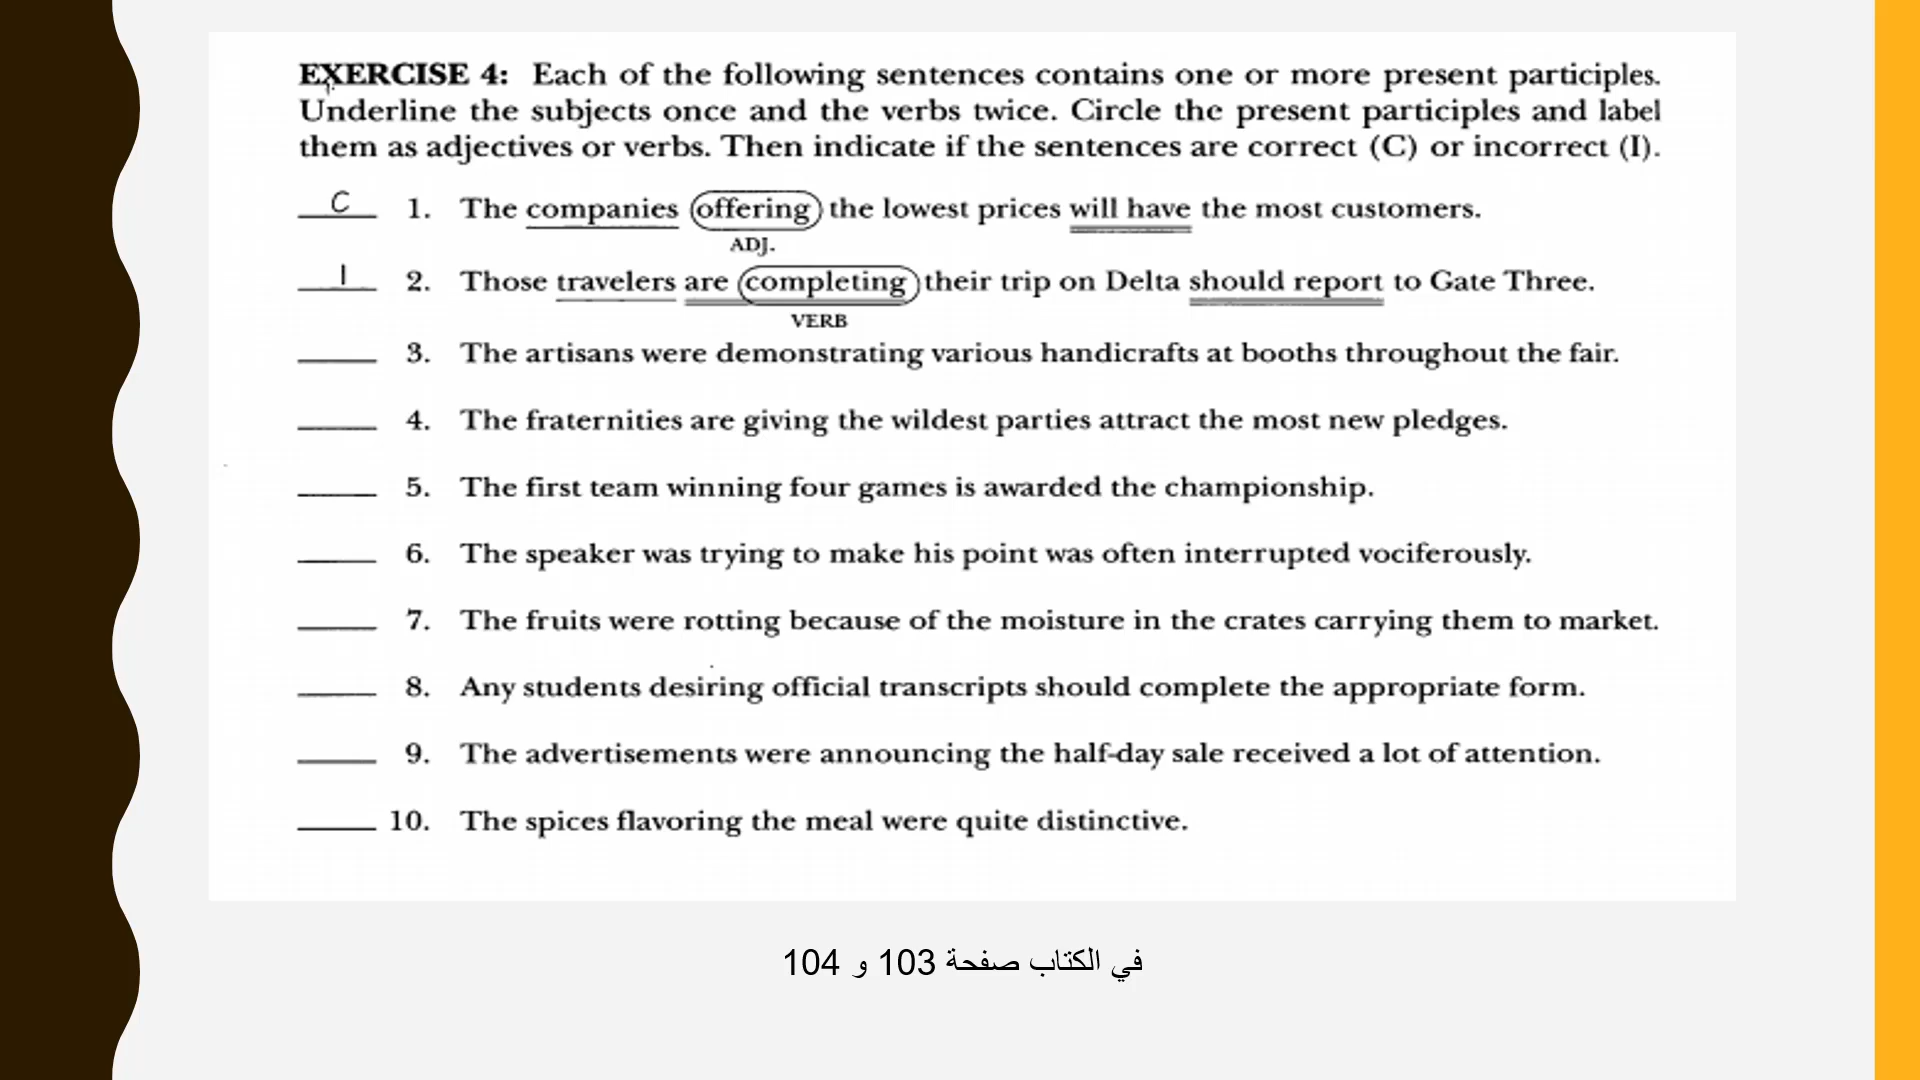 EXERCISE 4: Each of the following sentences contains one or more present participles.
Underline the subjects once and the verbs twice. Circle the present participles and label
them as adjectives or verbs. Then indicate if the sentences are correct (C) or incorrect (I).
C 1. The companies offering the lowest prices will have the most customers.
ADJ.
I 2. Those travelers are completing their trip on Delta should report to Gate Three.
VERB
3. The artisans were demonstrating various handicrafts at booths throughout the fair.
4. The fraternities are giving the wildest parties attract the most new pledges.
5. The first team winning four games is awarded the championship.
6. The speaker was trying to make his point was often interrupted vociferously.
7. The fruits were rotting because of the moisture in the crates carrying them to market.
8. Any students desiring official transcripts should complete the appropriate form.
9. The advertisements were announcing the half-day sale received a lot of attention.
10. The spices flavoring the meal were quite distinctive.
في الكتاب صفحة 103 و 104